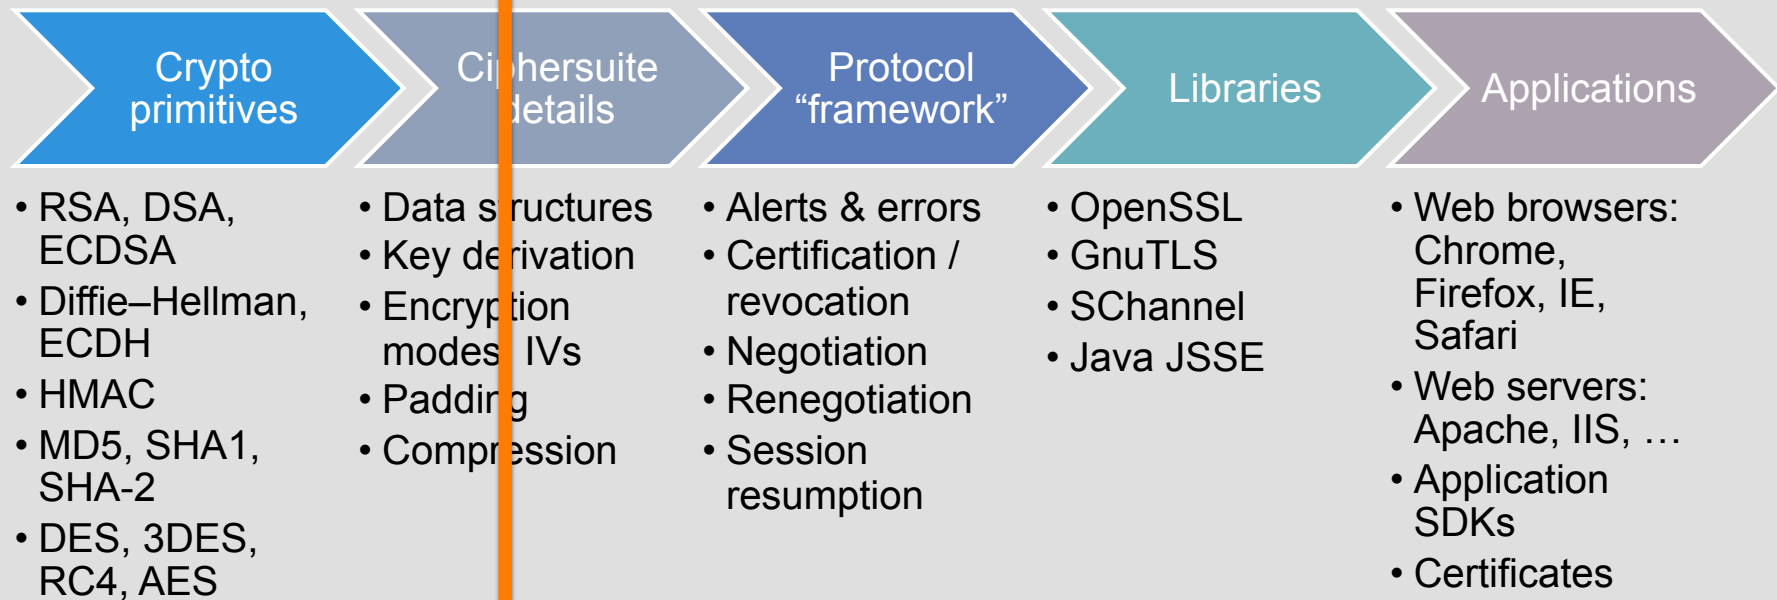 Crypto
primitives
Ciphersuite
details
Protocol
“framework”
Libraries
Applications
• RSA, DSA,
ECDSA
• Diffie–Hellman,
ECDH
• HMAC
• MD5, SHA1,
SHA-2
• DES, 3DES,
RC4, AES
• Data structures
• Key derivation
• Encryption
modes, IVs
• Padding
• Compression
• Alerts & errors
• Certification /
revocation
• Negotiation
• Renegotiation
• Session
resumption
• OpenSSL
• GnuTLS
• SChannel
• Java JSSE
• Web browsers:
Chrome,
Firefox, IE,
Safari
• Web servers:
Apache, IIS, …
• Application
SDKs
• Certificates